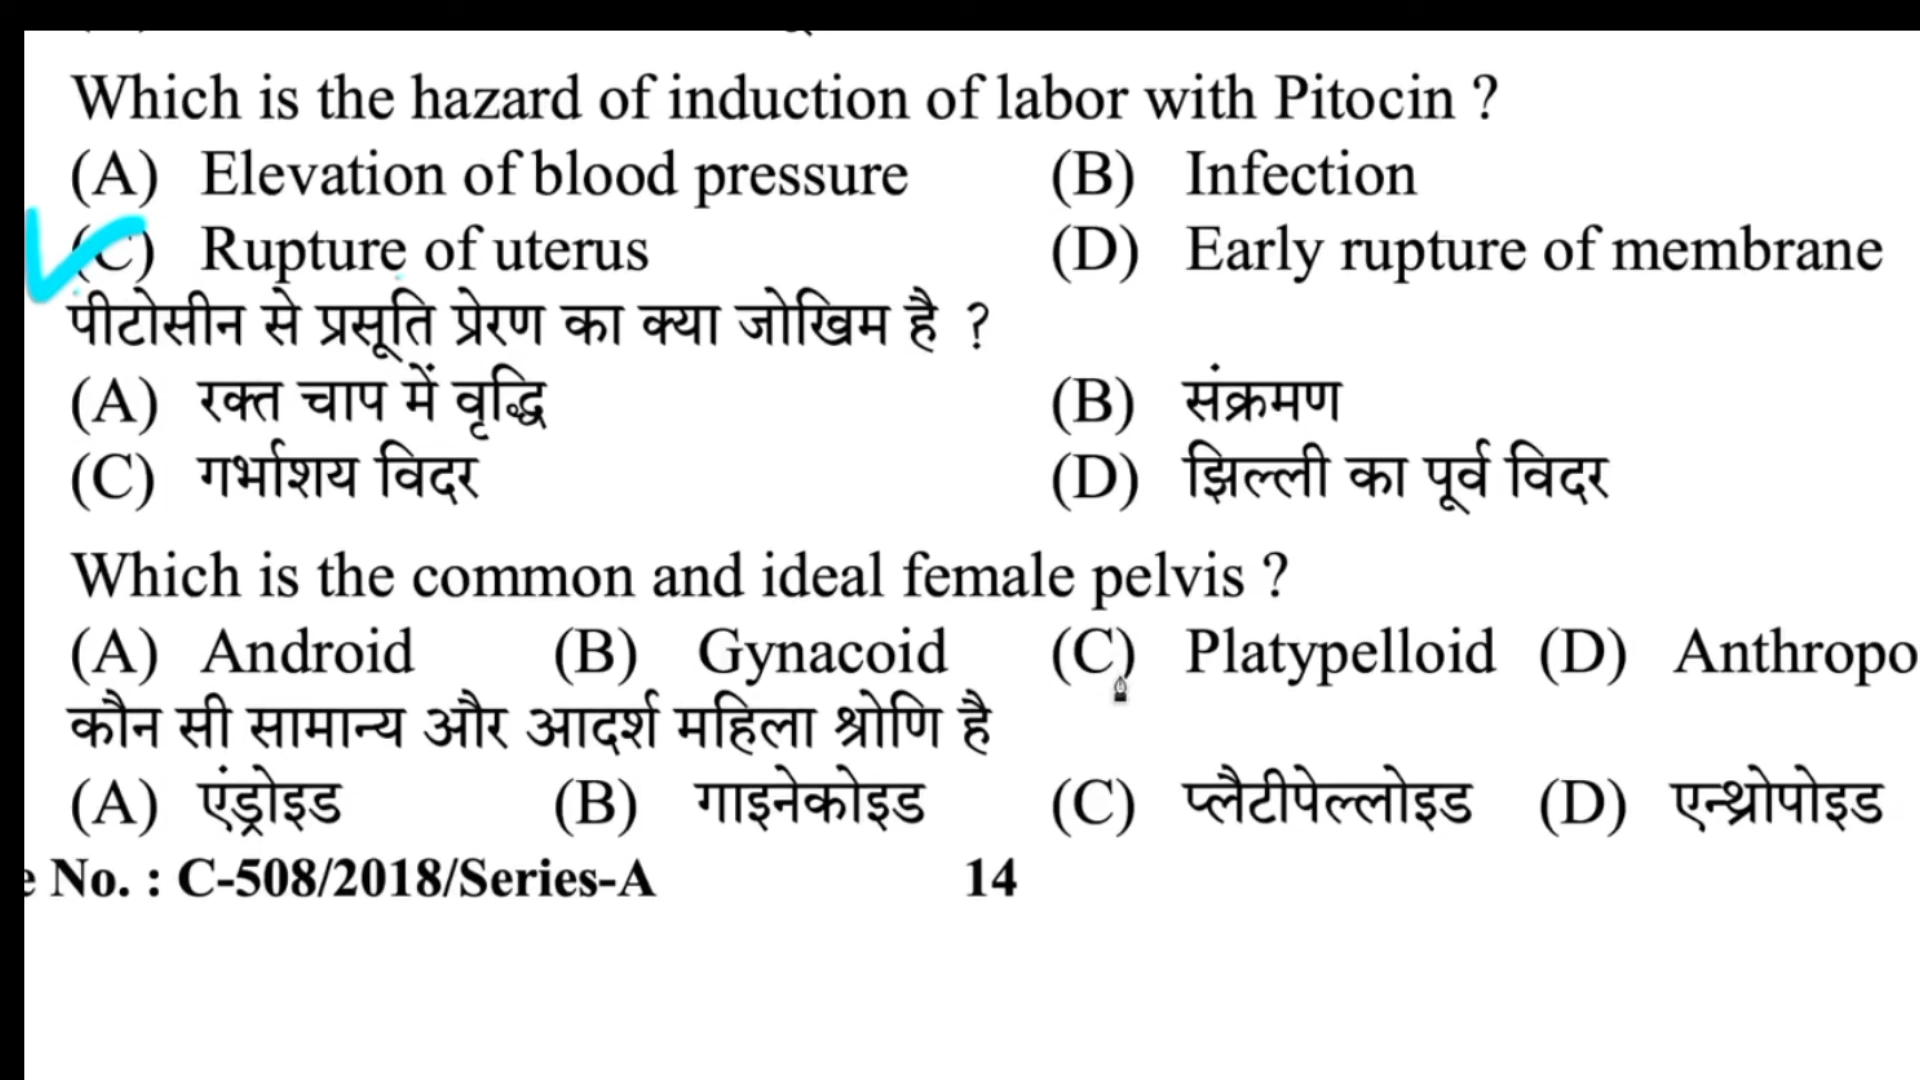 Which is the hazard of induction of labor with Pitocin ?
(A) Elevation of blood pressure (B) Infection
(C) Rupture of uterus (D) Early rupture of membrane
पीटोसीन से प्रसूति प्रेरण का क्या जोखिम है ?
(A) रक्त चाप में वृद्धि (B) संक्रमण
(C) गर्भाशय विदर (D) झिल्ली का पूर्व विदर
Which is the common and ideal female pelvis ?
(A) Android (B) Gynacoid (C) Platypelloid (D) Anthropo
कौन सी सामान्य और आदर्श महिला श्रोणि है
(A) एंड्रोइड (B) गाइनेकोइड (C) प्लैटीपेल्लोइड (D) एन्थ्रोपोइड
e No. : C-508/2018/Series-A 14